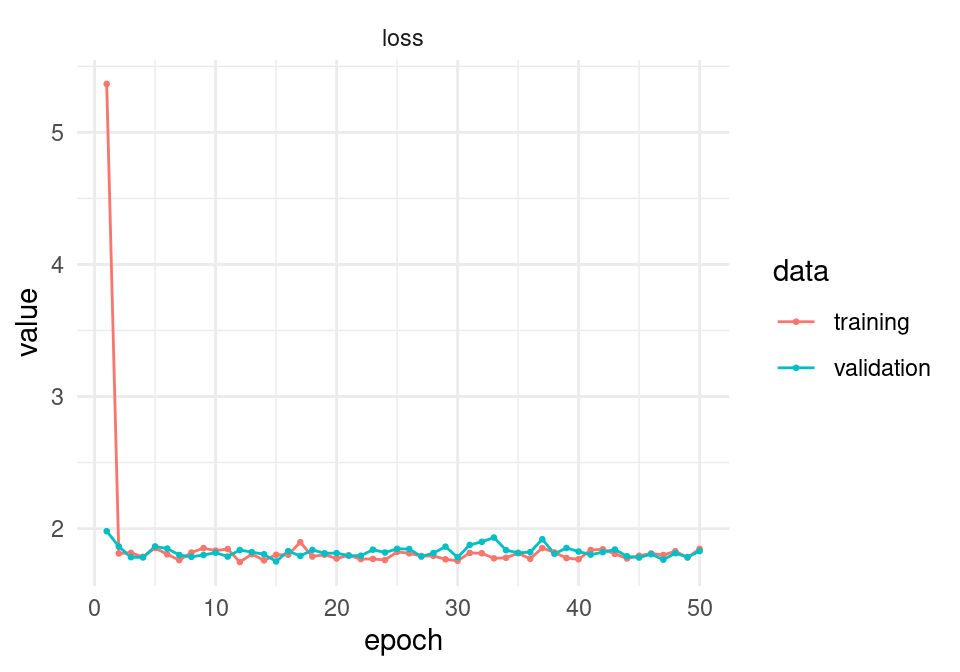 loss
5
4
3
2
value
0 10 20 30 40 50
epoch
data
training
validation